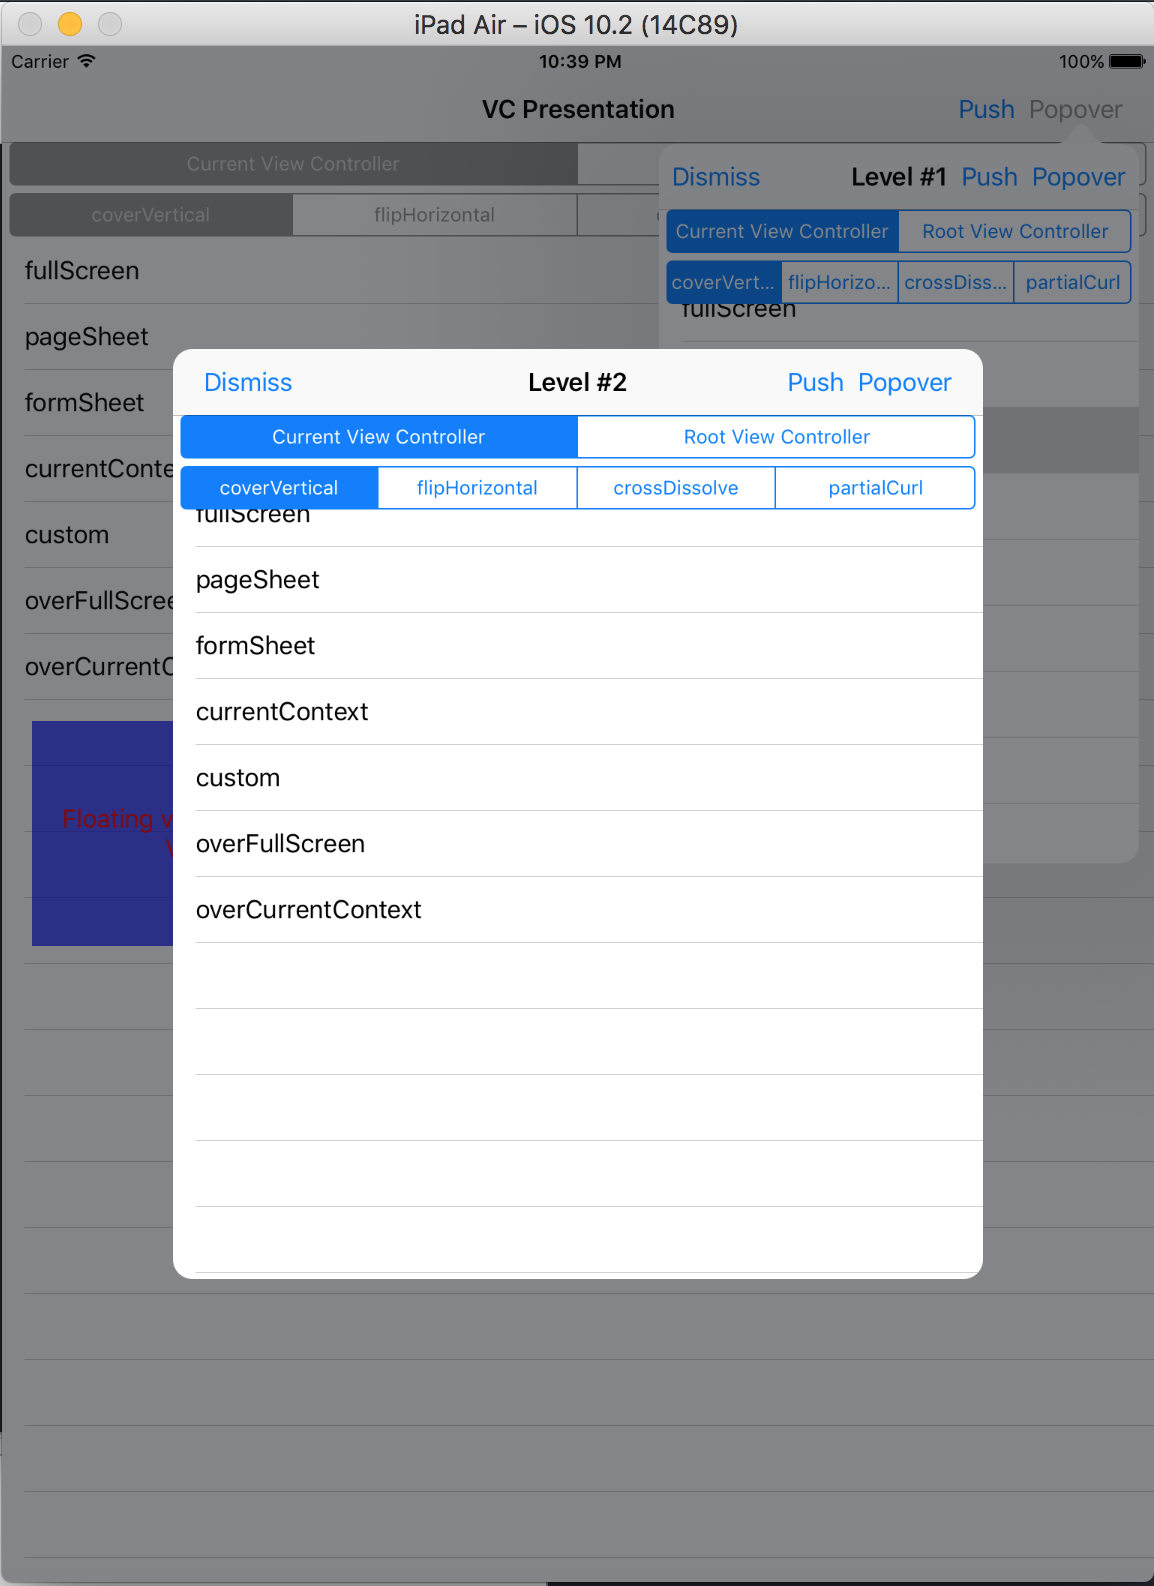 iPad Air – iOS 10.2 (14C89)
Carrier 10:39 PM 100%
VC Presentation Push Popover
Current View Controller
coverVertical flipHorizontal
fullScreen
pageSheet
formSheet
currentConte
custom
overFullScree
overCurrentC
Floating v
Dismiss Level #1 Push Popover
Current View Controller Root View Controller
coverVert... flipHorizo... crossDiss... partialCurl
fullScreen
Dismiss Level #2 Push Popover
Current View Controller Root View Controller
coverVertical flipHorizontal crossDissolve partialCurl
fullScreen
pageSheet
formSheet
currentContext
custom
overFullScreen
overCurrentContext